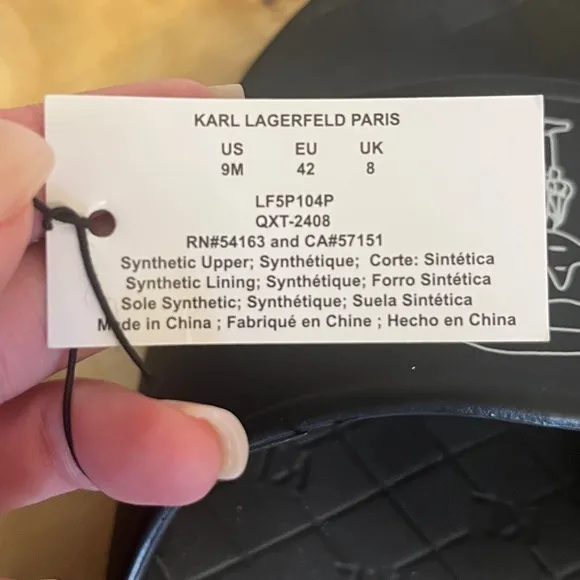 KARL LAGERFELD PARIS
US EU UK
9M 42 8
LF5P104P
QXT-2408
RN#54163 and CA#57151
Synthetic Upper; Synthétique; Corte: Sintética
Synthetic Lining; Synthétique; Forro Sintética
Sole Synthetic; Synthétique; Suela Sintética
Made in China ; Fabriqué en Chine ; Hecho en China